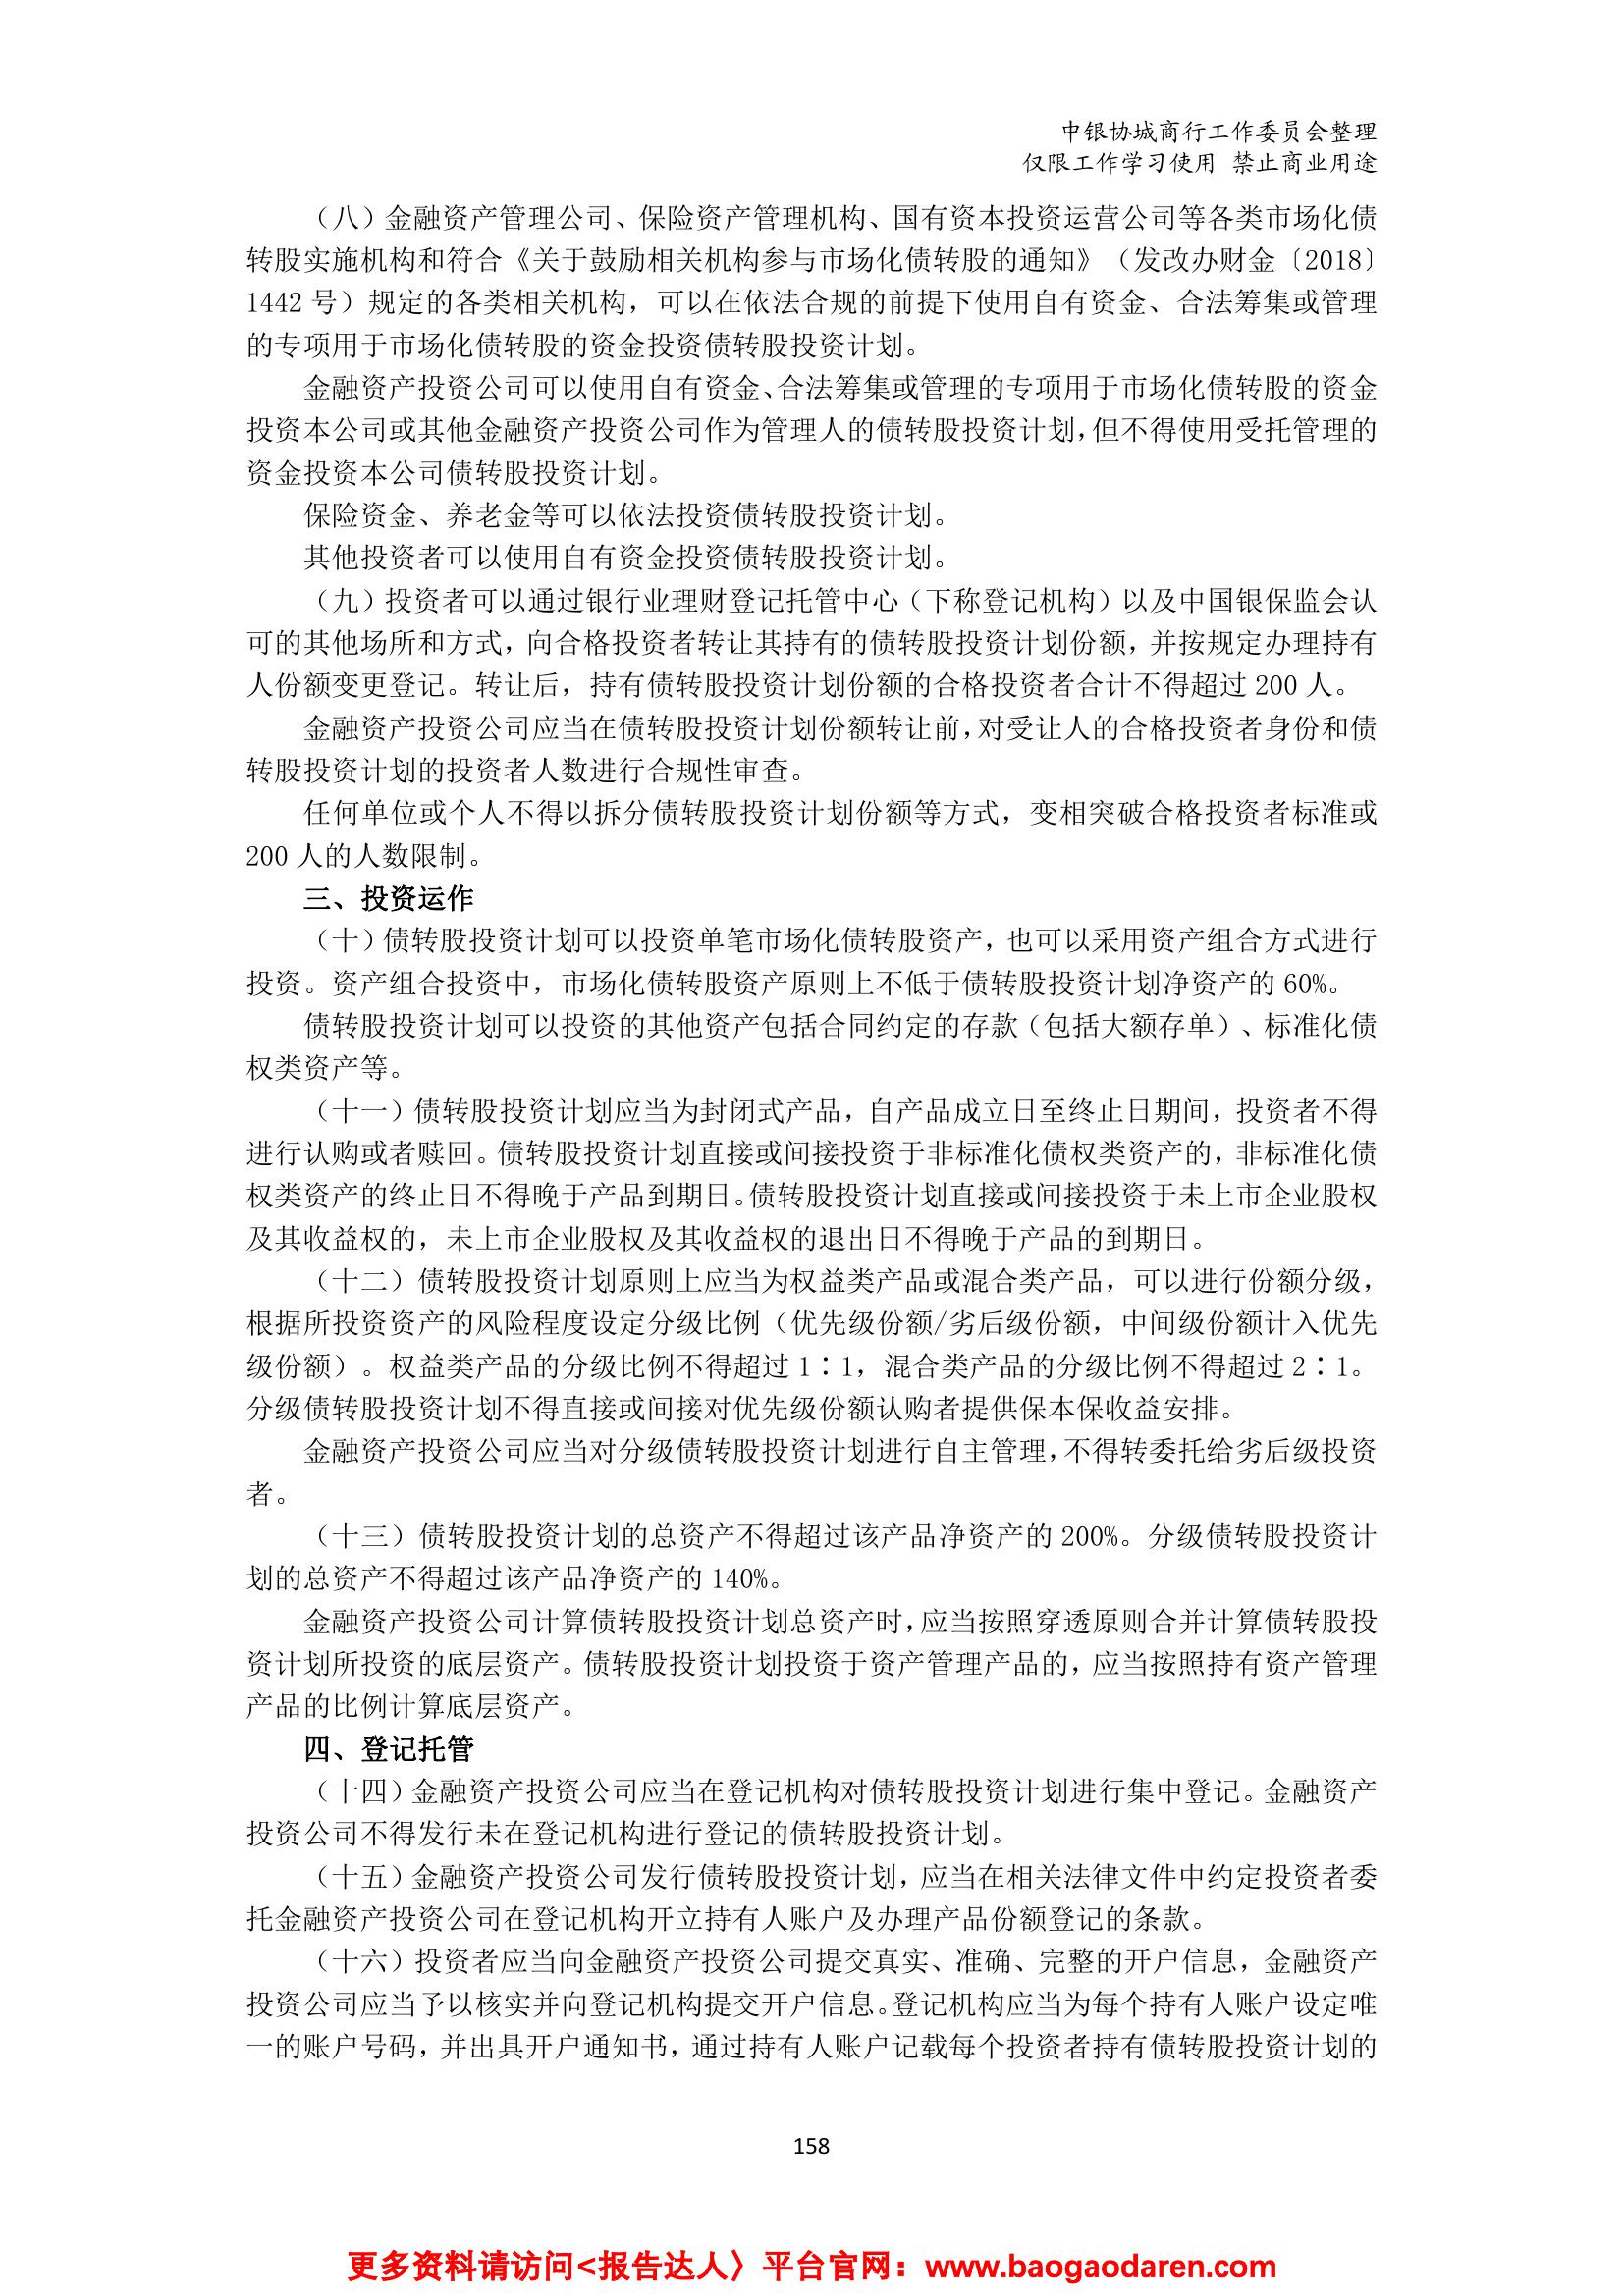 中银协城商行工作委员会整理
仅限工作学习使用 禁止商业用途
（八）金融资产管理公司、保险资产管理机构、国有资本投资运营公司等各类市场化债
转股实施机构和符合《关于鼓励相关机构参与市场化债转股的通知》（发改办财金〔2018〕
1442 号）规定的各类相关机构，可以在依法合规的前提下使用自有资金、合法筹集或管理
的专项用于市场化债转股的资金投资债转股投资计划。
金融资产投资公司可以使用自有资金、合法筹集或管理的专项用于市场化债转股的资金
投资本公司或其他金融资产投资公司作为管理人的债转股投资计划，但不得使用受托管理的
资金投资本公司债转股投资计划。
保险资金、养老金等可以依法投资债转股投资计划。
其他投资者可以使用自有资金投资债转股投资计划。
（九）投资者可以通过银行业理财登记托管中心（下称登记机构）以及中国银保监会认
可的其他场所和方式，向合格投资者转让其持有的债转股投资计划份额，并按规定办理持有
人份额变更登记。转让后，持有债转股投资计划份额的合格投资者合计不得超过 200 人。
金融资产投资公司应当在债转股投资计划份额转让前，对受让人的合格投资者身份和债
转股投资计划的投资者人数进行合规性审查。
任何单位或个人不得以拆分债转股投资计划份额等方式，变相突破合格投资者标准或
200 人的人数限制。
三、投资运作
（十）债转股投资计划可以投资单笔市场化债转股资产，也可以采用资产组合方式进行
投资。资产组合投资中，市场化债转股资产原则上不低于债转股投资计划净资产的 60%。
债转股投资计划可以投资的其他资产包括合同约定的存款（包括大额存单）、标准化债
权类资产等。
（十一）债转股投资计划应当为封闭式产品，自产品成立日至终止日期间，投资者不得
进行认购或者赎回。债转股投资计划直接或间接投资于非标准化债权类资产的，非标准化债
权类资产的终止日不得晚于产品到期日。债转股投资计划直接或间接投资于未上市企业股权
及其收益权的，未上市企业股权及其收益权的退出日不得晚于产品的到期日。
（十二）债转股投资计划原则上应当为权益类产品或混合类产品，可以进行份额分级，
根据所投资资产的风险程度设定分级比例（优先级份额/劣后级份额，中间级份额计入优先
级份额）。权益类产品的分级比例不得超过 1∶1，混合类产品的分级比例不得超过 2∶1。
分级债转股投资计划不得直接或间接对优先级份额认购者提供保本保收益安排。
金融资产投资公司应当对分级债转股投资计划进行自主管理，不得转委托给劣后级投资
者。
（十三）债转股投资计划的总资产不得超过该产品净资产的 200%。分级债转股投资计
划的总资产不得超过该产品净资产的 140%。
金融资产投资公司计算债转股投资计划总资产时，应当按照穿透原则合并计算债转股投
资计划所投资的底层资产。债转股投资计划投资于资产管理产品的，应当按照持有资产管理
产品的比例计算底层资产。
四、登记托管
（十四）金融资产投资公司应当在登记机构对债转股投资计划进行集中登记。金融资产
投资公司不得发行未在登记机构进行登记的债转股投资计划。
（十五）金融资产投资公司发行债转股投资计划，应当在相关法律文件中约定投资者委
托金融资产投资公司在登记机构开立持有人账户及办理产品份额登记的条款。
（十六）投资者应当向金融资产投资公司提交真实、准确、完整的开户信息，金融资产
投资公司应当予以核实并向登记机构提交开户信息。登记机构应当为每个持有人账户设定唯
一的账户号码，并出具开户通知书，通过持有人账户记载每个投资者持有债转股投资计划的
158
更多资料请访问<报告达人〉平台官网：www.baogaodaren.com